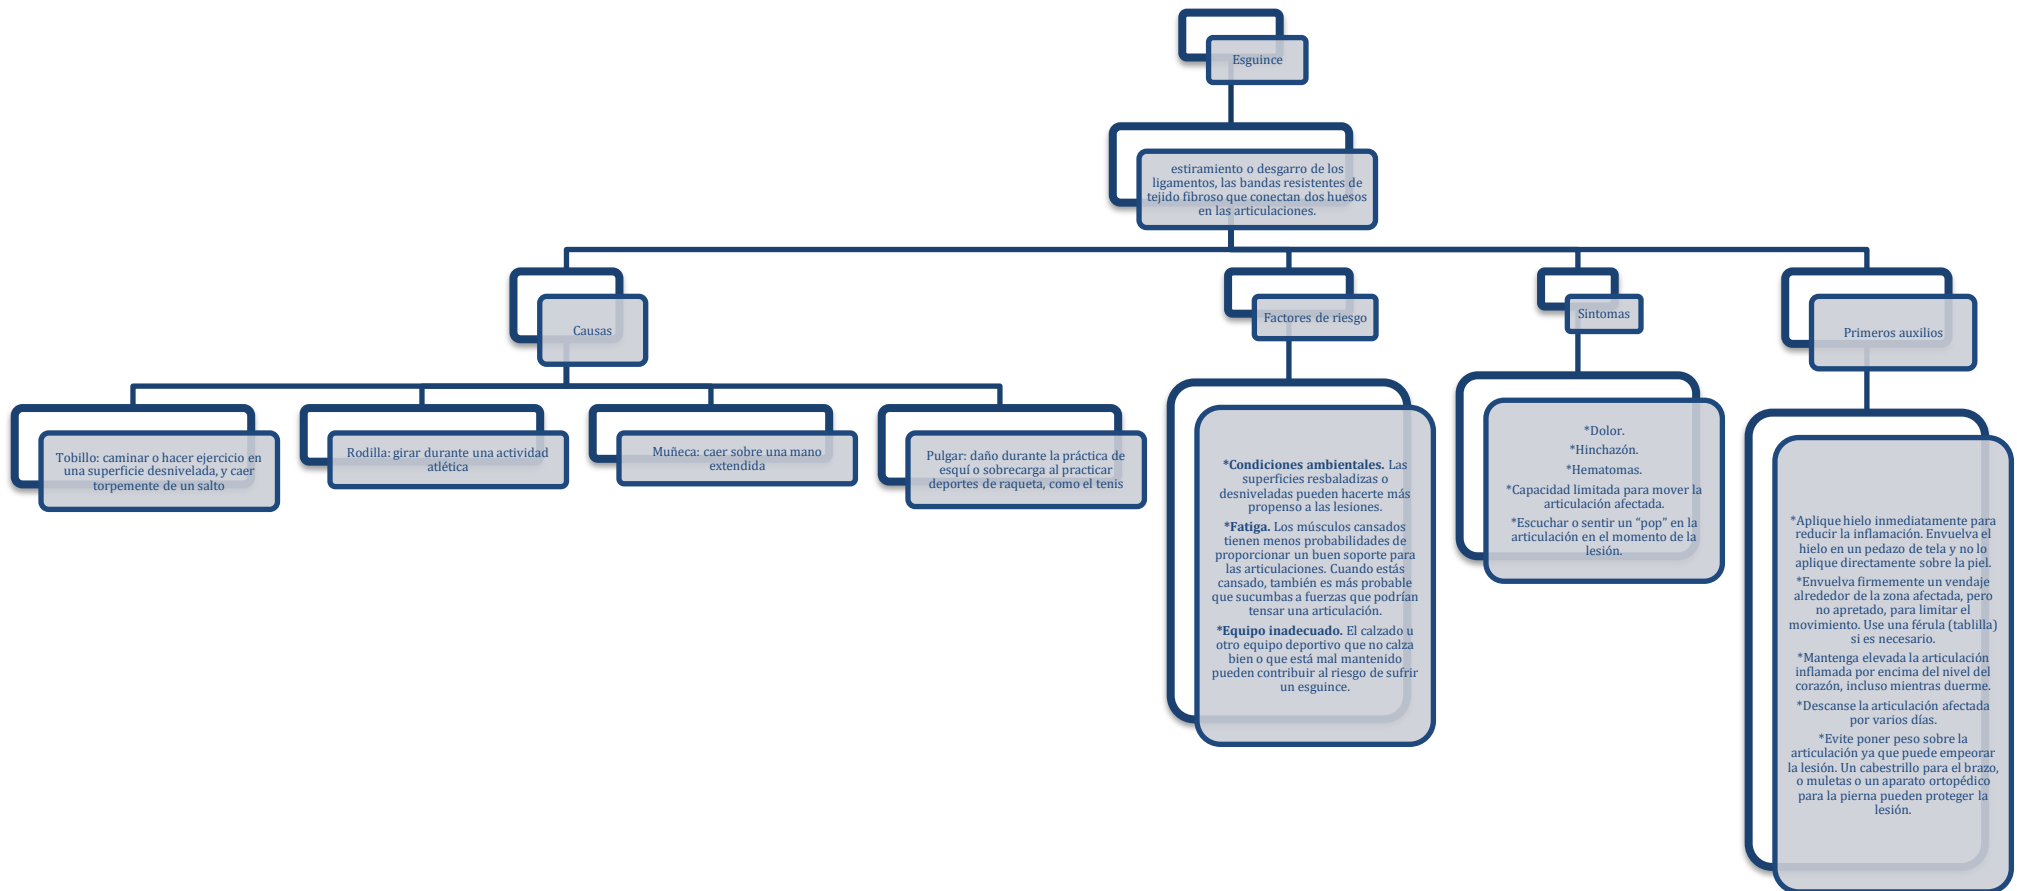 Esguince
estiramiento o desgarro de los
ligamentos, las bandas resistentes de
tejido fibroso que conectan dos huesos
en las articulaciones.
Causas
Tobillo: caminar o hacer ejercicio en
una superficie desnivelada, y caer
torpemente de un salto
Rodilla: girar durante una actividad
atlética
Muñeca: caer sobre una mano
extendida
Pulgar: daño durante la práctica de
esquí o sobrecarga al practicar
deportes de raqueta, como el tenis
Factores de riesgo
*Condiciones ambientales. Las
superficies resbaladizas o
desniveladas pueden hacerte más
propenso a las lesiones.
*Fatiga. Los músculos cansados
tienen menos probabilidades de
proporcionar un buen soporte para
las articulaciones. Cuando estás
cansado, también es más probable
que sucumbas a fuerzas que podrían
tensar una articulación.
*Equipo inadecuado. El calzado u
otro equipo deportivo que no calza
bien o que está mal mantenido
pueden contribuir al riesgo de sufrir
un esguince.
Sintomas
*Dolor.
*Hinchazón.
*Hematomas.
*Capacidad limitada para mover la
articulación afectada.
*Escuchar o sentir un “pop” en la
articulación en el momento de la
lesión.
Primeros auxilios
*Aplique hielo inmediatamente para
reducir la inflamación. Envuelva el
hielo en un pedazo de tela y no lo
aplique directamente sobre la piel.
*Envuelva firmemente un vendaje
alrededor de la zona afectada, pero
no apretado, para limitar el
movimiento. Use una férula (tablilla)
si es necesario.
*Mantenga elevada la articulación
inflamada por encima del nivel del
corazón, incluso mientras duerme.
*Descanse la articulación afectada
por varios días.
*Evite poner peso sobre la
articulación ya que puede empeorar
la lesión. Un cabestrillo para el brazo,
o muletas o un aparato ortopédico
para la pierna pueden proteger la
lesión.